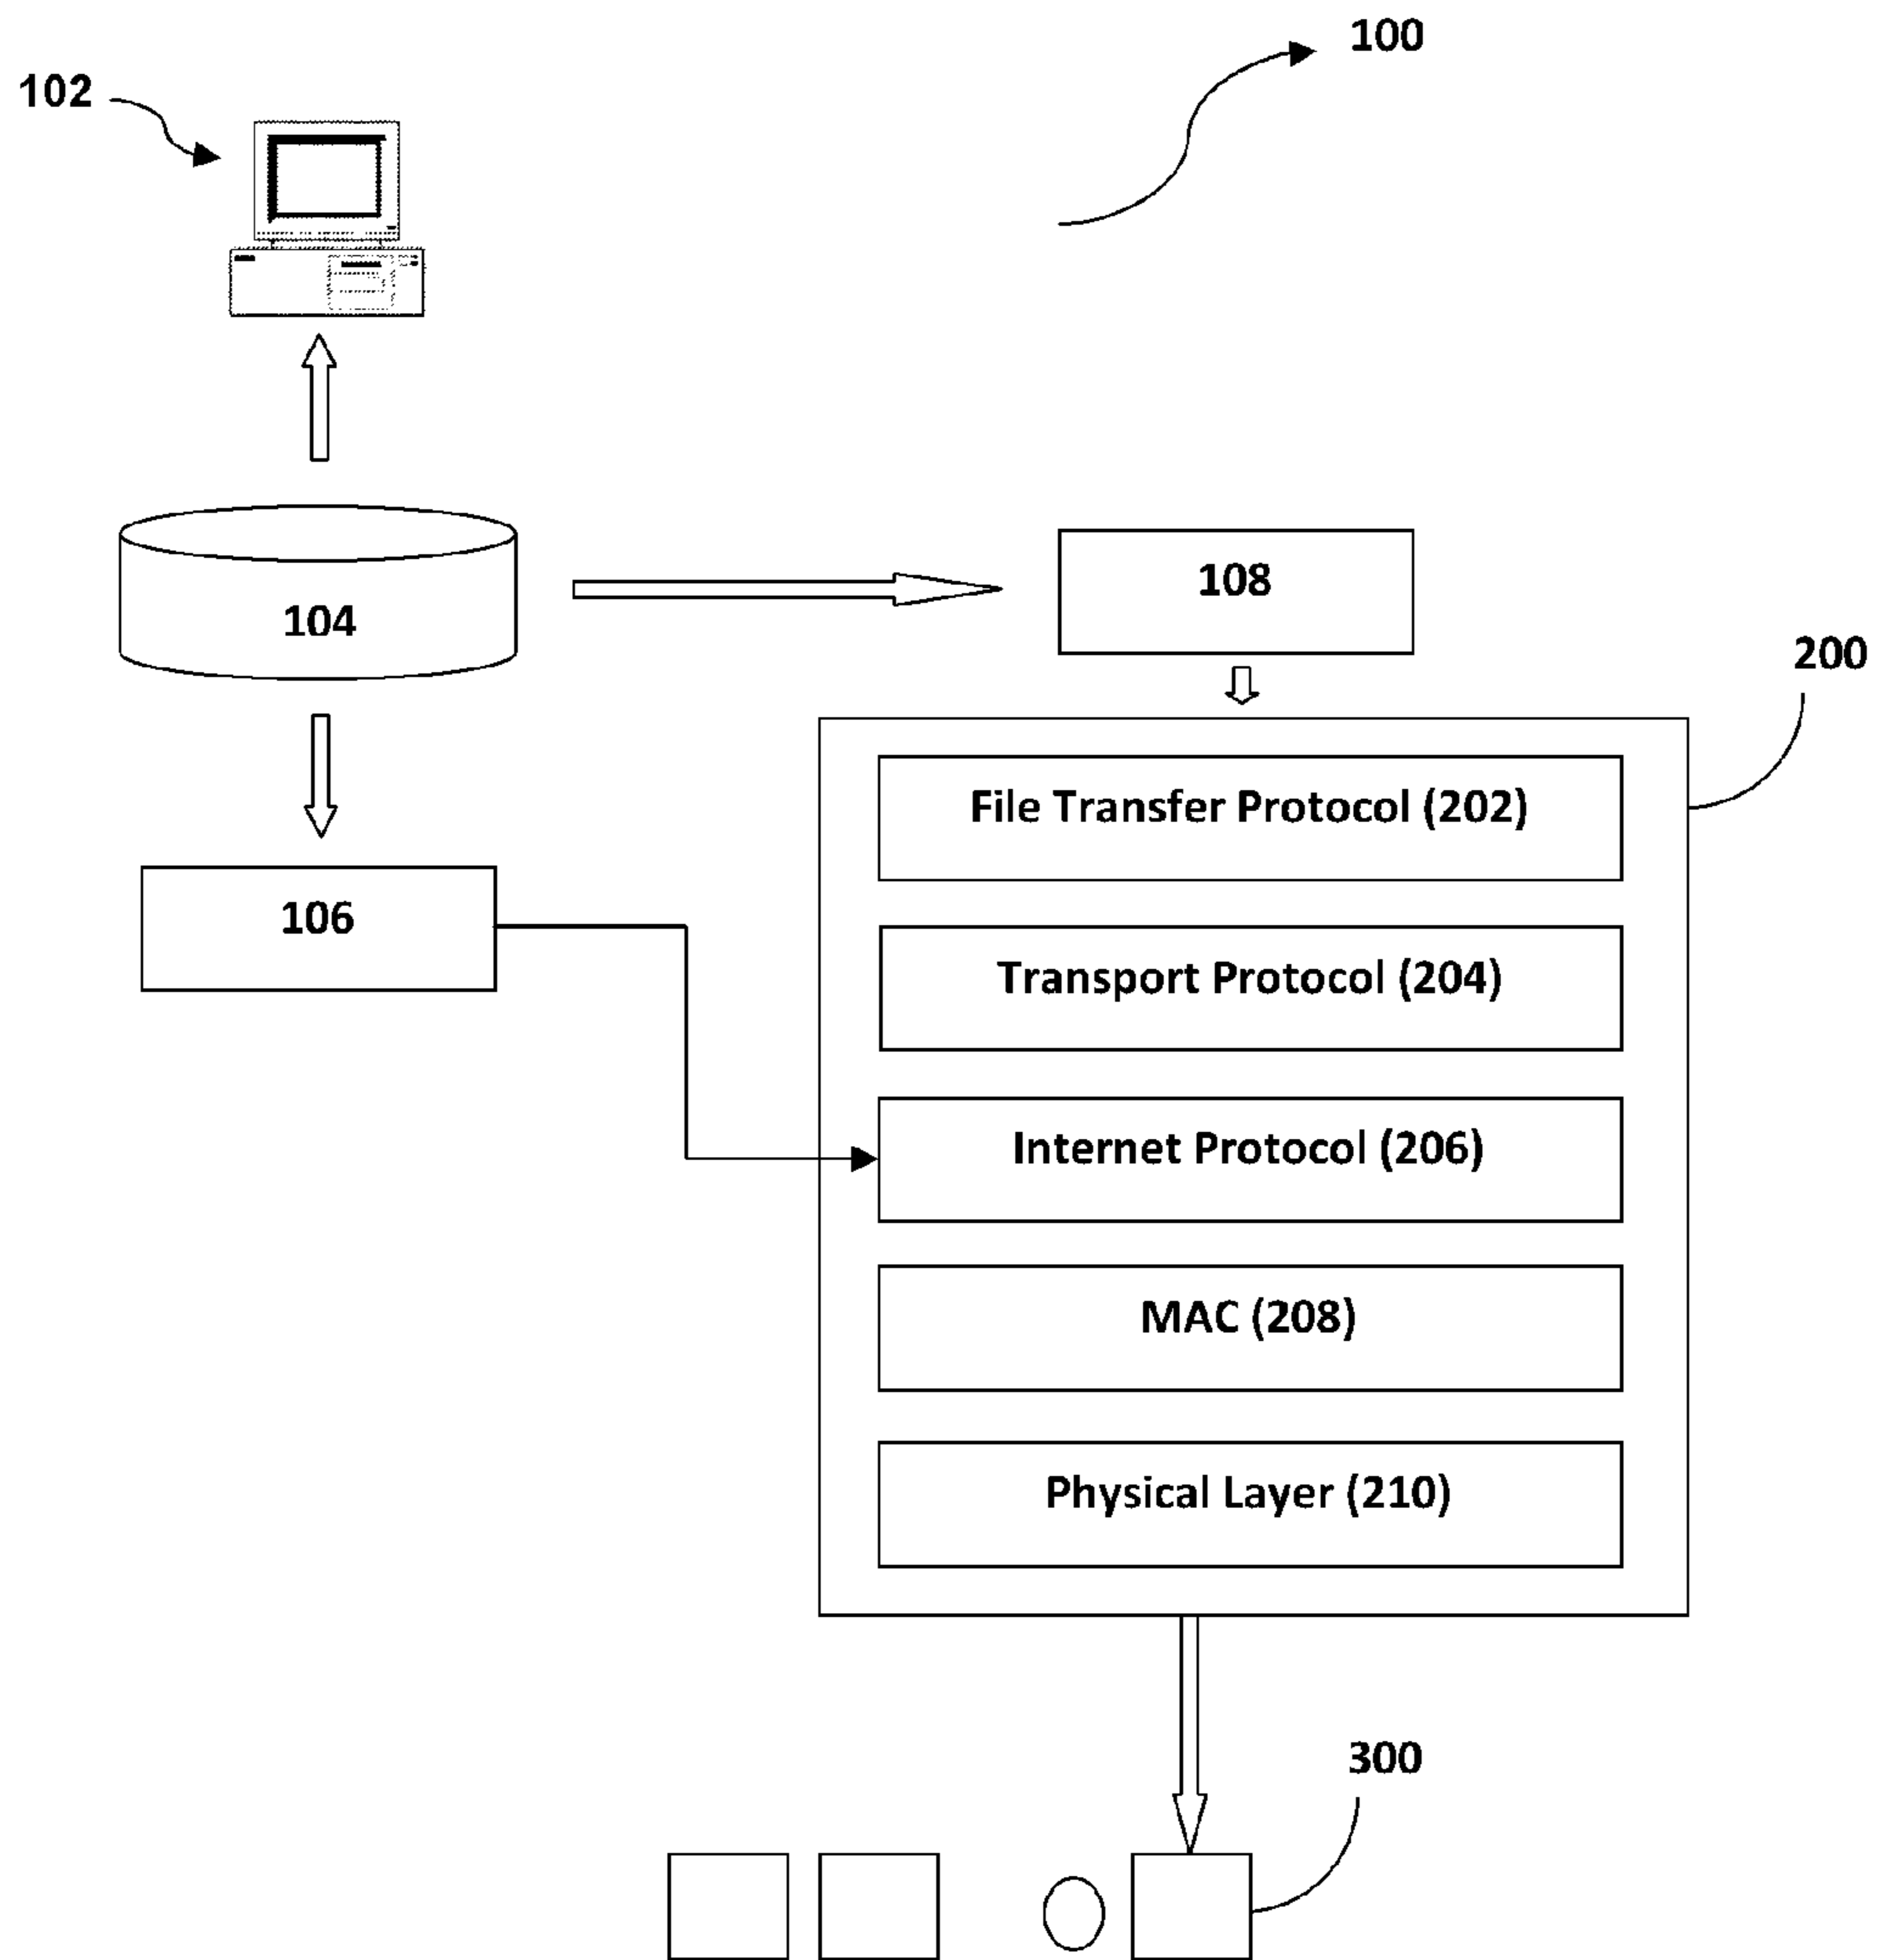 100
102
104
108
200
File Transfer Protocol (202)
106
Transport Protocol (204)
Internet Protocol (206)
MAC (208)
Physical Layer (210)
300